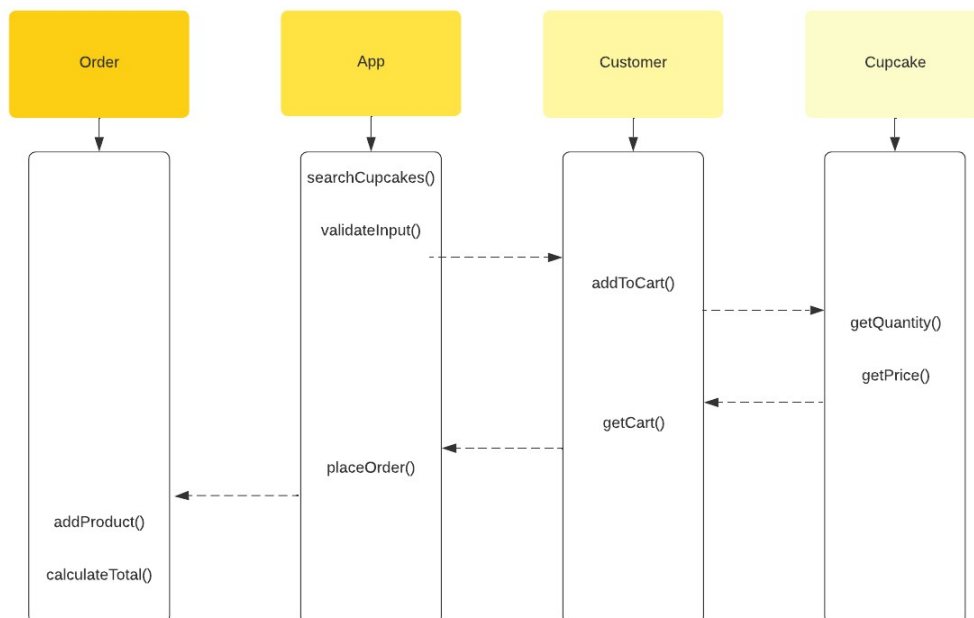 Order
App
Customer
Cupcake
searchCupcakes()
validateInput()
addToCart()
getQuantity()
getPrice()
getCart()
placeOrder()
addProduct()
calculateTotal()